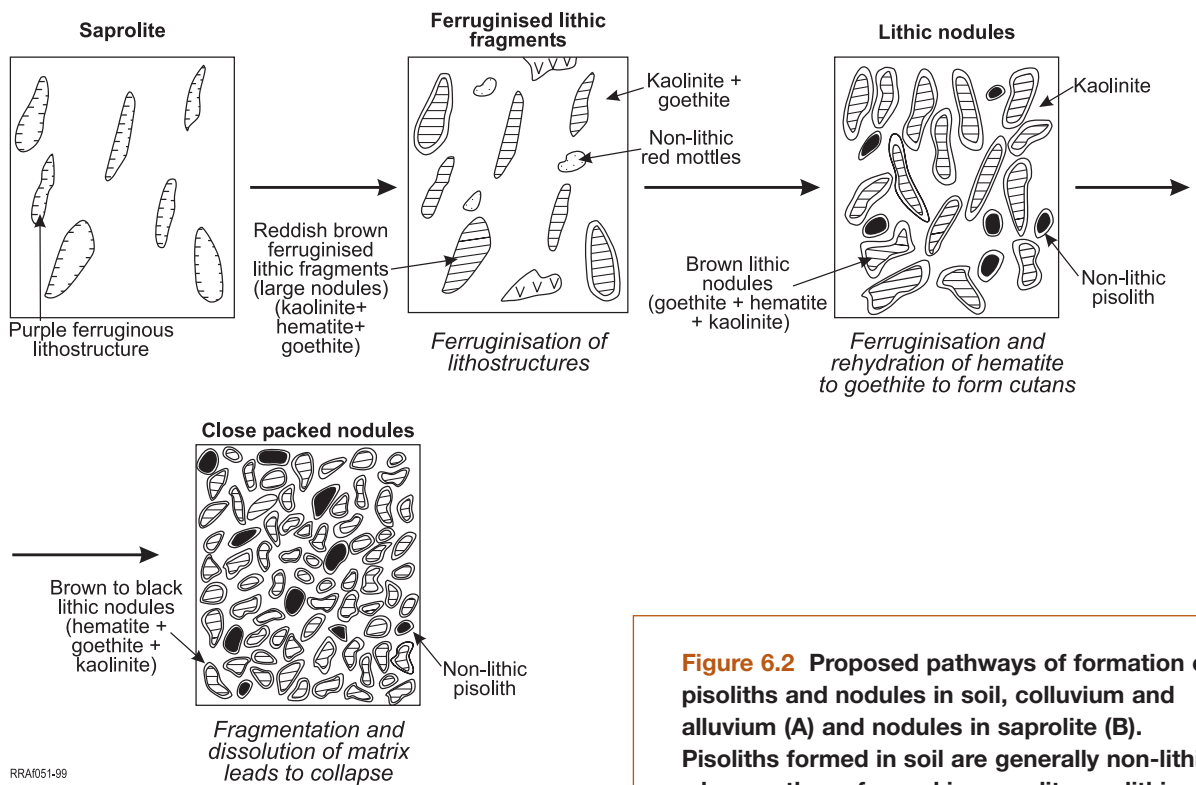 Saprolite
Purple ferruginous
lithostructure
Ferruginised lithic
fragments
Kaolinite +
goethite
Non-lithic
red mottles
Reddish brown
ferruginised
lithic fragments
(large nodules)
(kaolinite+
hematite+
goethite)
Ferruginisation of
lithostructures
Lithic nodules
Kaolinite
Brown lithic
nodules
(goethite + hematite
+ kaolinite)
Non-lithic
pisolith
Ferruginisation and
rehydration of hematite
to goethite to form cutans
Close packed nodules
Brown to black
lithic nodules
(hematite +
goethite +
kaolinite)
Non-lithic
pisolith
Fragmentation and
dissolution of matrix
leads to collapse
RRAf051-99
Figure 6.2 Proposed pathways of formation
pisoliths and nodules in soil, colluvium and
alluvium (A) and nodules in saprolite (B).
Pisoliths formed in soil are generally